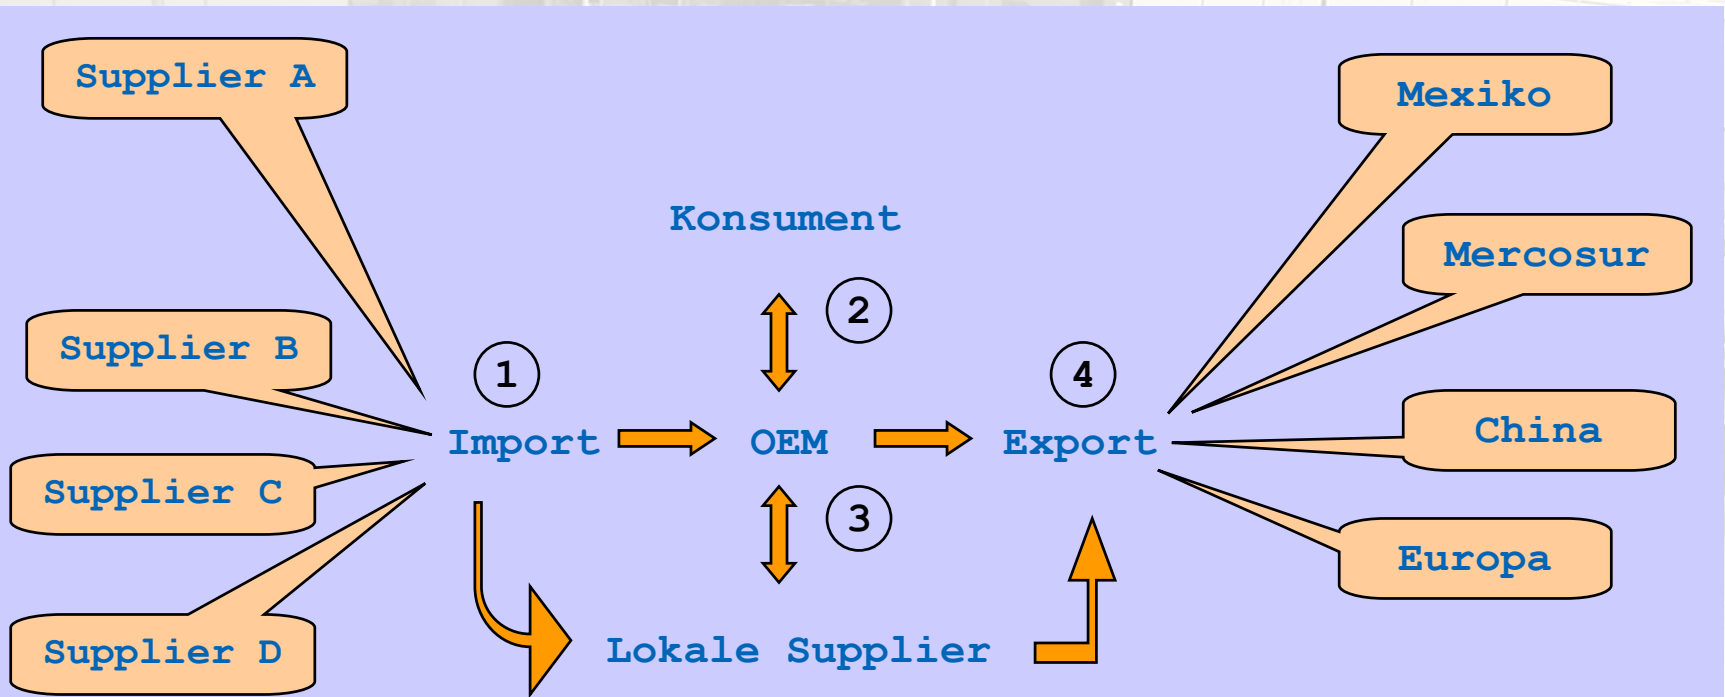 Supplier A
Mexiko
Konsument
Mercosur
2
Supplier B
1
4
China
Import
OEM
Export
Supplier C
3
Europa
Supplier D
Lokale Supplier